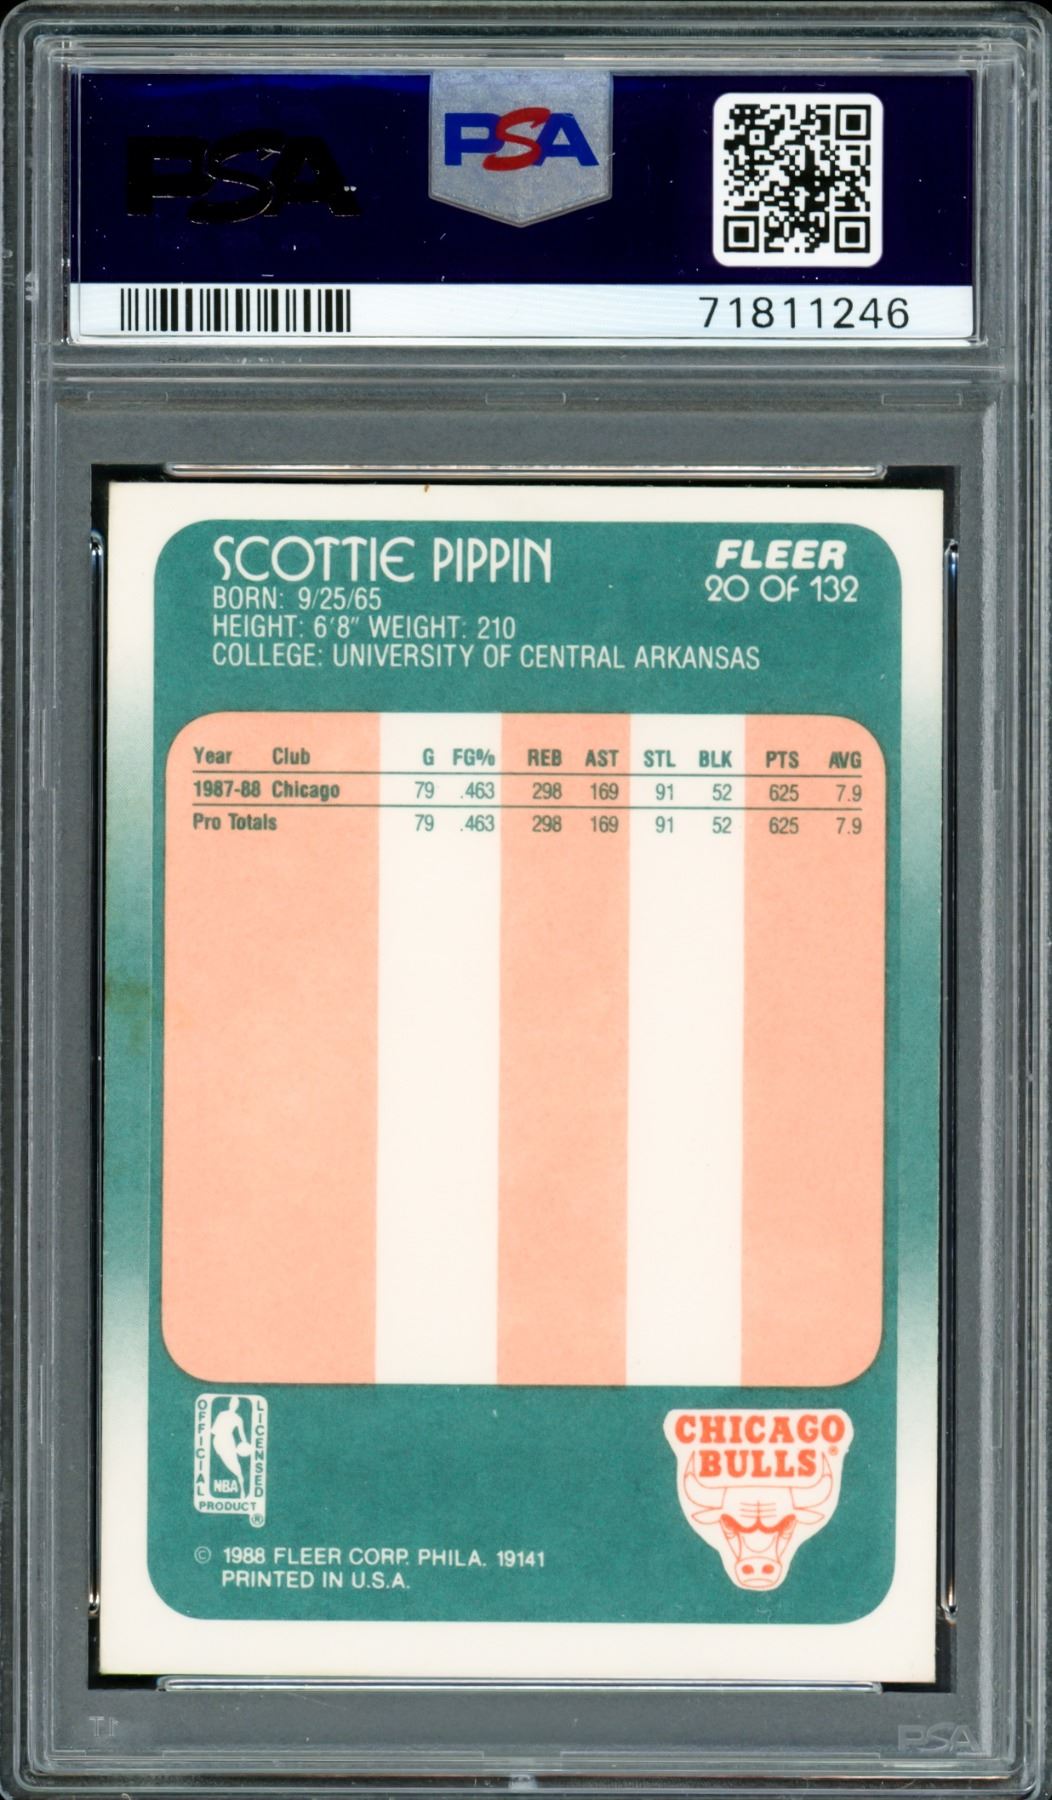 PSA
PSA
71811246
SCOTTIE PIPPIN
BORN: 9/25/65
HEIGHT: 6'8" WEIGHT: 210
COLLEGE: UNIVERSITY OF CENTRAL ARKANSAS
FLEER
20 OF 132
Year Club G FG% REB AST STL BLK PTS AVG
1987-88 Chicago 79 .463 298 169 91 52 625 7.9
Pro Totals 79 .463 298 169 91 52 625 7.9
OFFICIAL
LICENSED
NBA
PRODUCT
®
CHICAGO
BULLS®
© 1988 FLEER CORP. PHILA. 19141
PRINTED IN U.S.A.
PSA